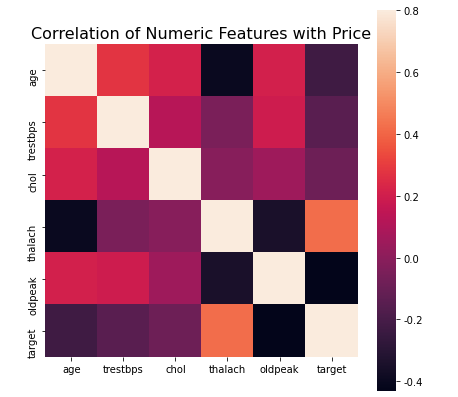 Correlation of Numeric Features with Price
age
trestbps
chol
thalach
oldpeak
target
age
trestbps
chol
thalach
oldpeak
target
0.8
0.6
0.4
0.2
0.0
-0.2
-0.4